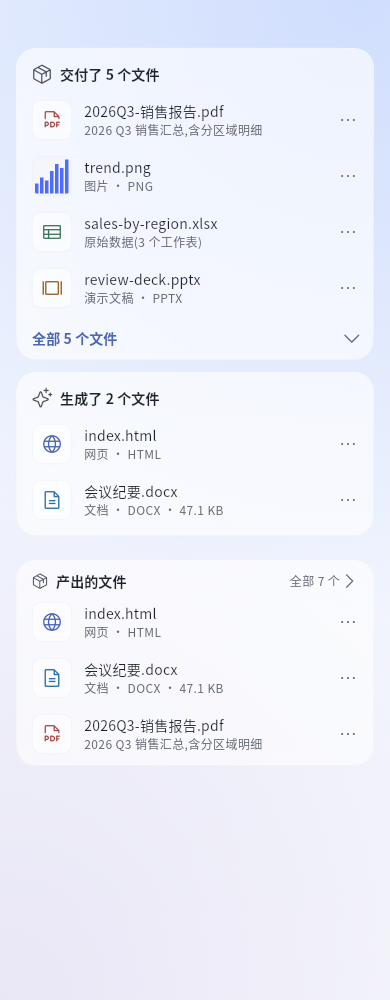 交付了 5 个文件
2026Q3-销售报告.pdf
PDF
2026 Q3 销售汇总,含分区域明细
trend.png
图片 · PNG
sales-by-region.xlsx
原始数据(3 个工作表)
review-deck.pptx
演示文稿 · PPTX
全部 5 个文件
生成了 2 个文件
index.html
网页 · HTML
会议纪要.docx
文档 · DOCX · 47.1 KB
产出的文件
全部 7 个
index.html
网页 · HTML
会议纪要.docx
文档 · DOCX · 47.1 KB
2026Q3-销售报告.pdf
PDF
2026 Q3 销售汇总,含分区域明细